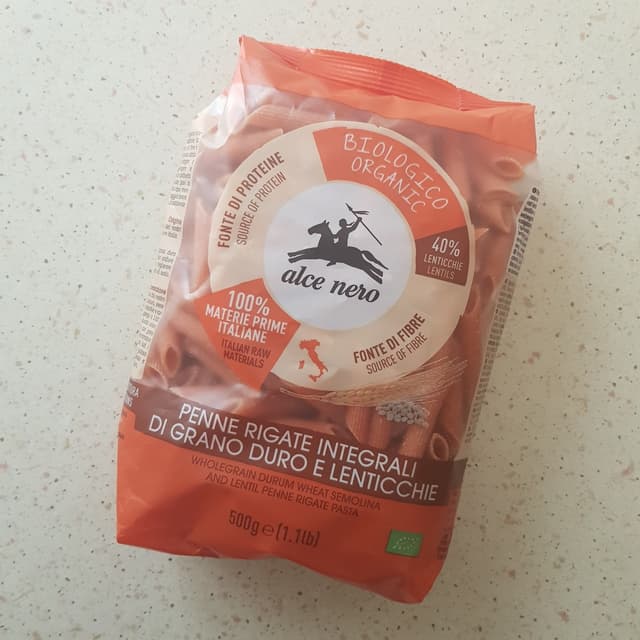 BIOLOGICO
ORGANIC
FONTE DI PROTEINE
SOURCE OF PROTEIN
40%
LENTICCHIE
LENTILS
alce nero
100%
MATERIE PRIME
ITALIANE
ITALIAN RAW
MATERIALS
FONTE DI FIBRE
SOURCE OF FIBRE
PENNE RIGATE INTEGRALI
DI GRANO DURO E LENTICCHIE
WHOLEGRAIN DURUM WHEAT SEMOLINA
AND LENTIL PENNE RIGATE PASTA
500g e (1.1lb)